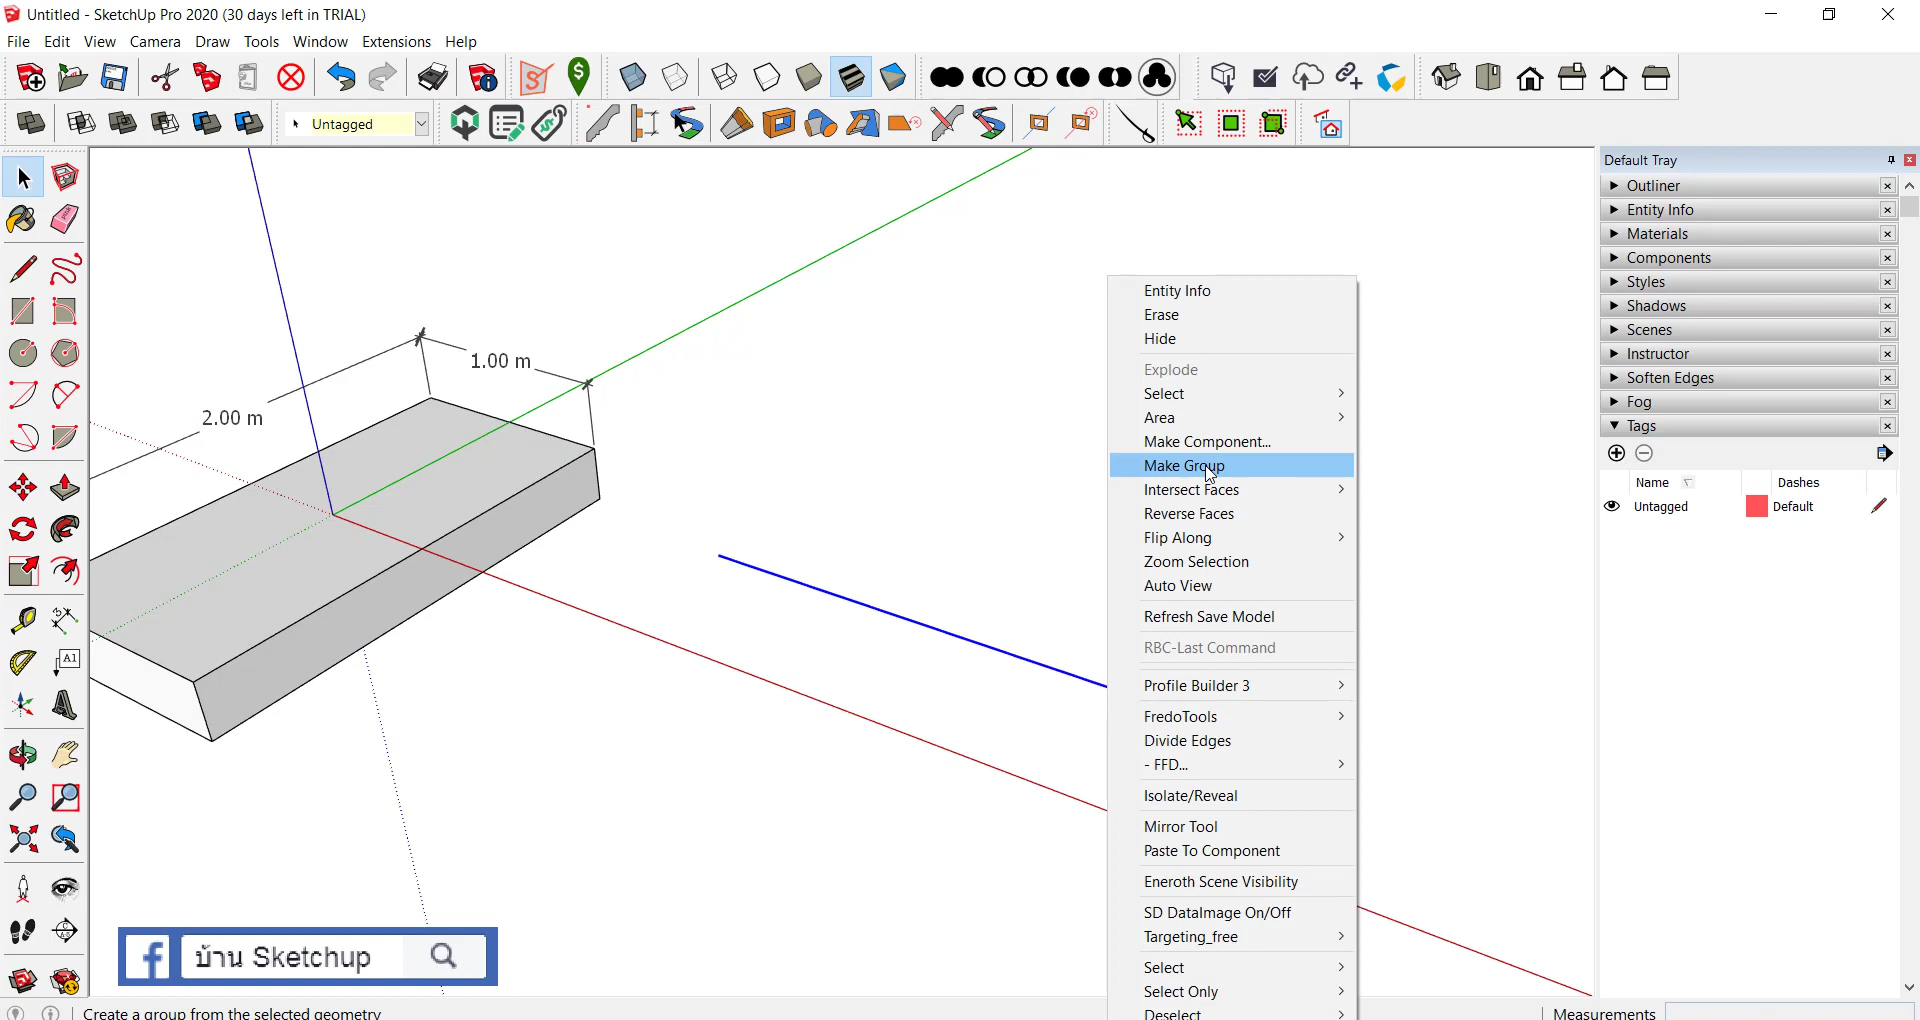 Untitled - SketchUp Pro 2020 (30 days left in TRIAL)
File Edit View Camera Draw Tools Window Extensions Help
Untagged
A1
1.00 m
2.00 m
Entity Info
Erase
Hide
Explode
Select
Area
Make Component...
Make Group
Intersect Faces
Reverse Faces
Flip Along
Zoom Selection
Auto View
Refresh Save Model
RBC-Last Command
Profile Builder 3
FredoTools
Divide Edges
- FFD...
Isolate/Reveal
Mirror Tool
Paste To Component
Eneroth Scene Visibility
SD DataImage On/Off
Targeting_free
Select
Select Only
Deselect
Default Tray
Outliner
Entity Info
Materials
Components
Styles
Shadows
Scenes
Instructor
Soften Edges
Fog
Tags
Name Dashes
Untagged Default
บ้าน Sketchup
Create a group from the selected geometry
Measurements